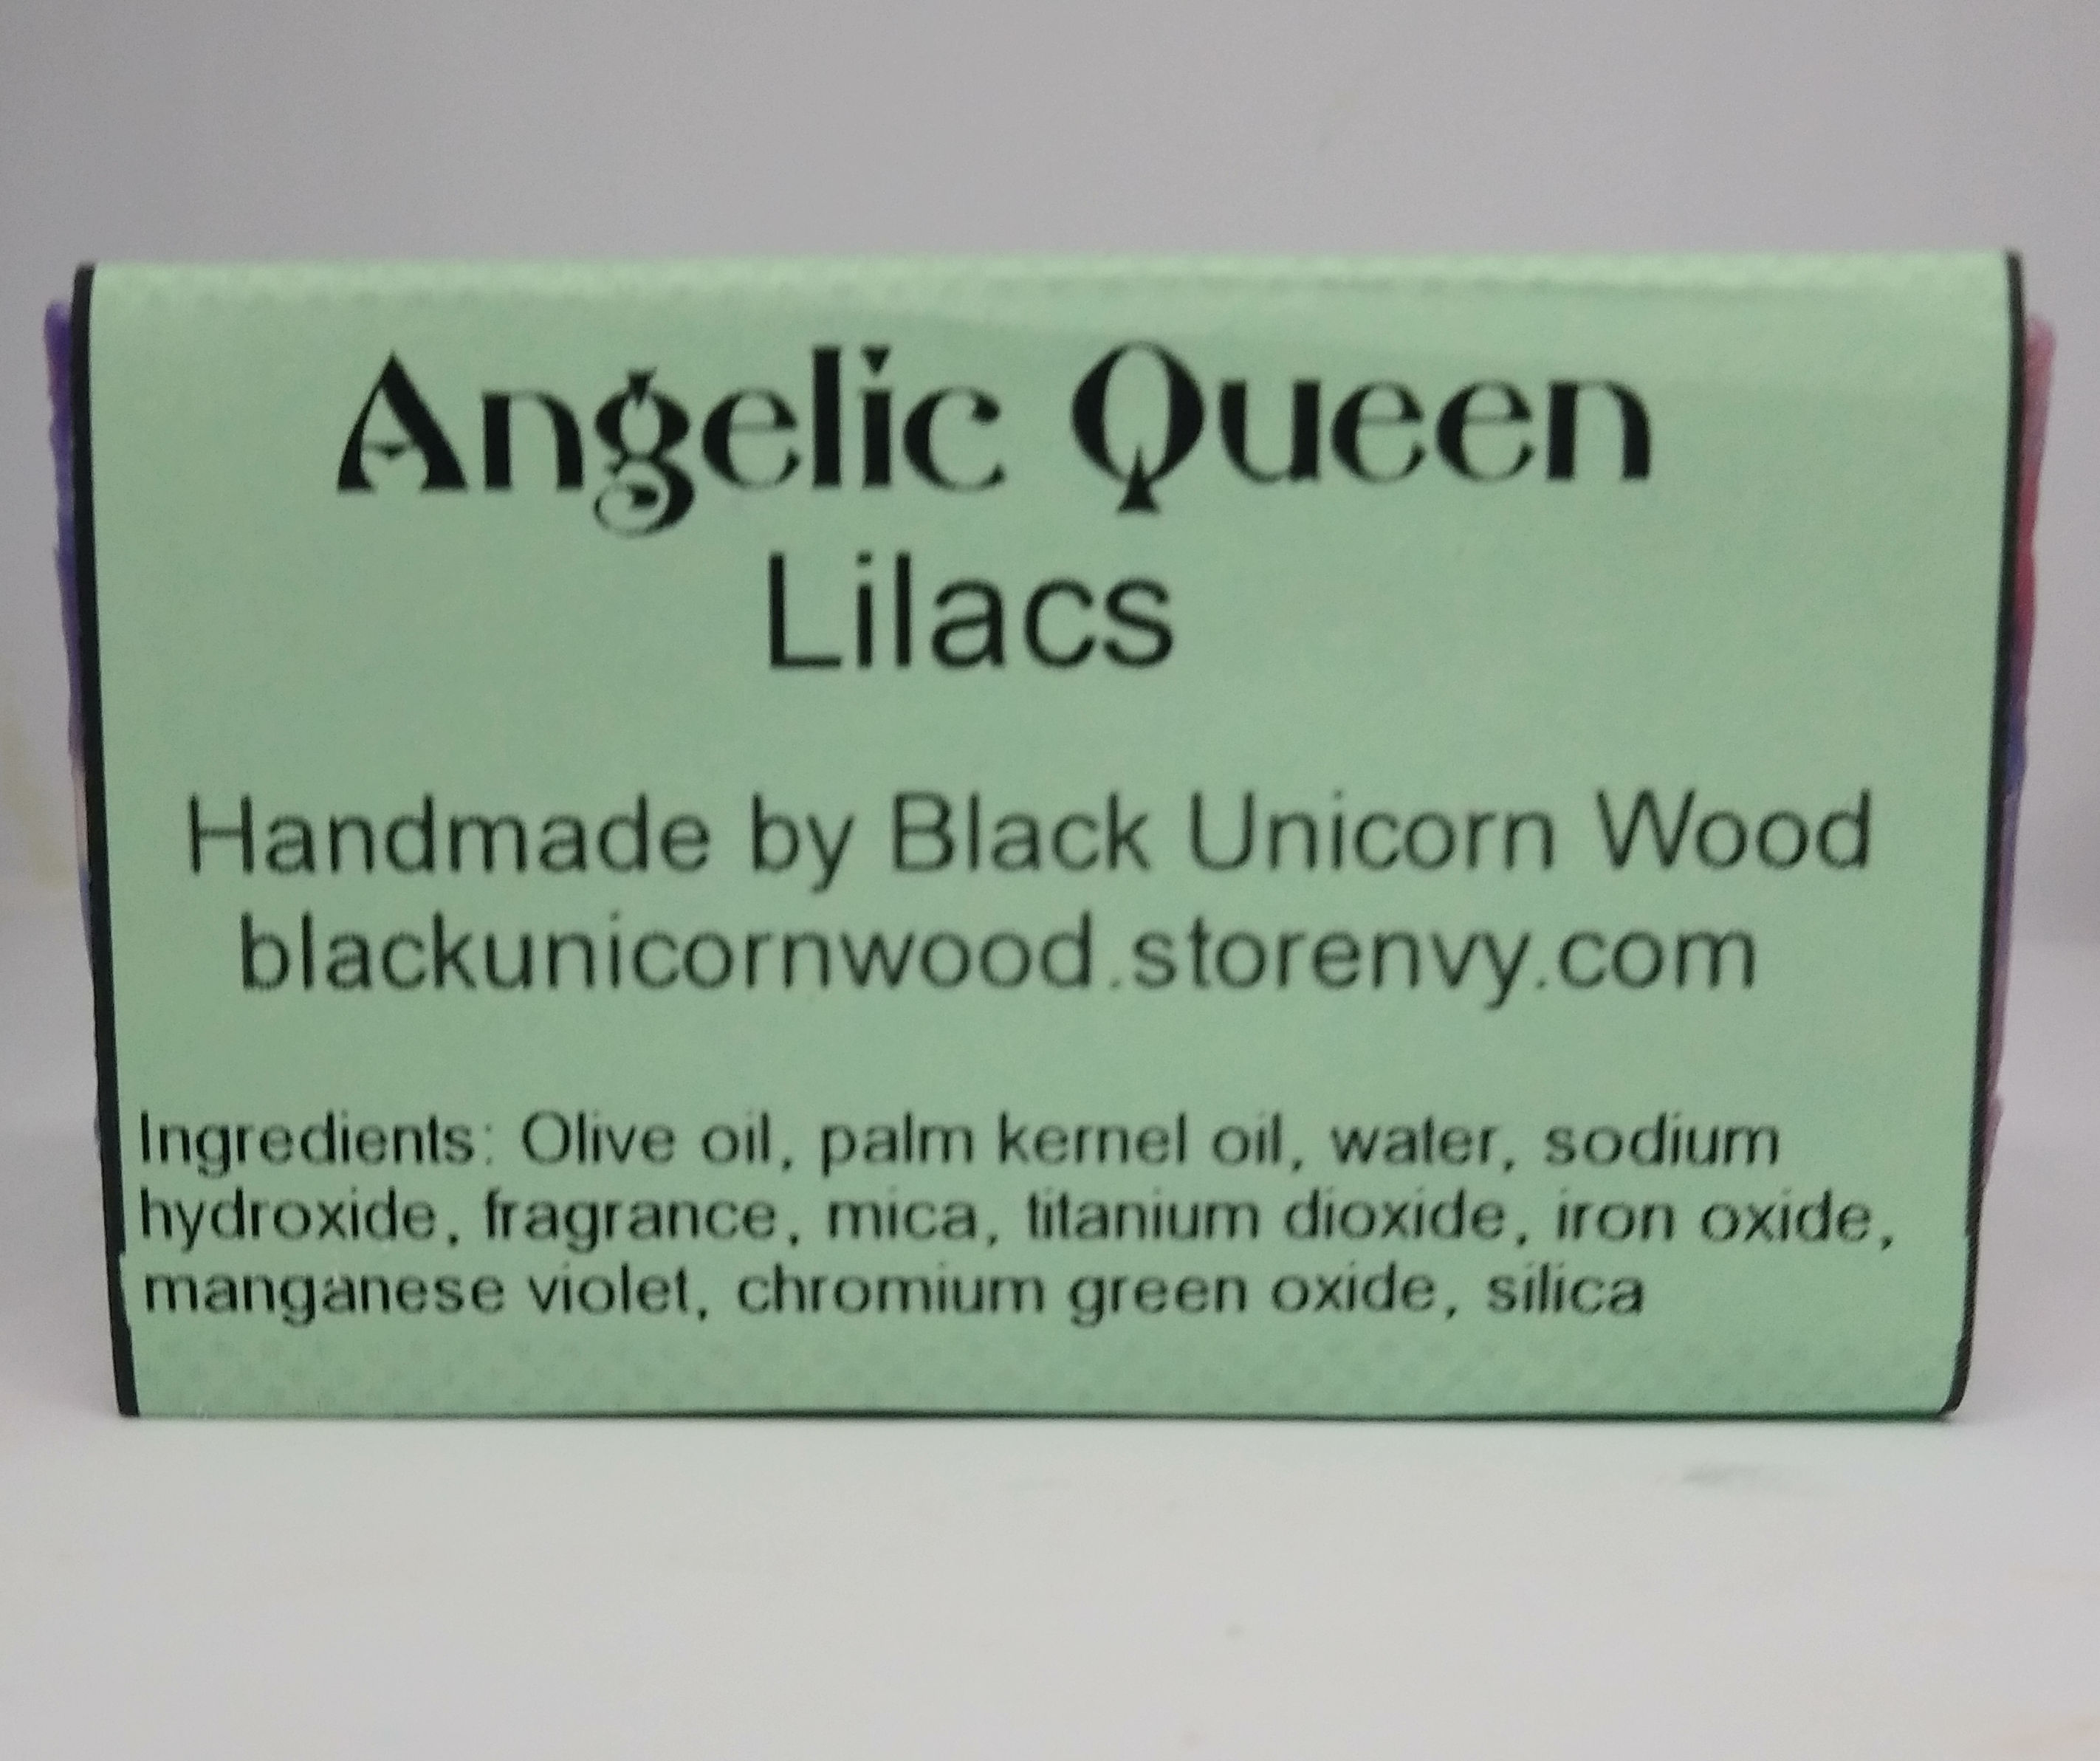 Angelic Queen
Lilacs
Handmade by Black Unicorn Wood
blackunicornwood.storenvy.com
Ingredients: Olive oil, palm kernel oil, water, sodium
hydroxide, fragrance, mica, titanium dioxide, iron oxide,
manganese violet, chromium green oxide, silica